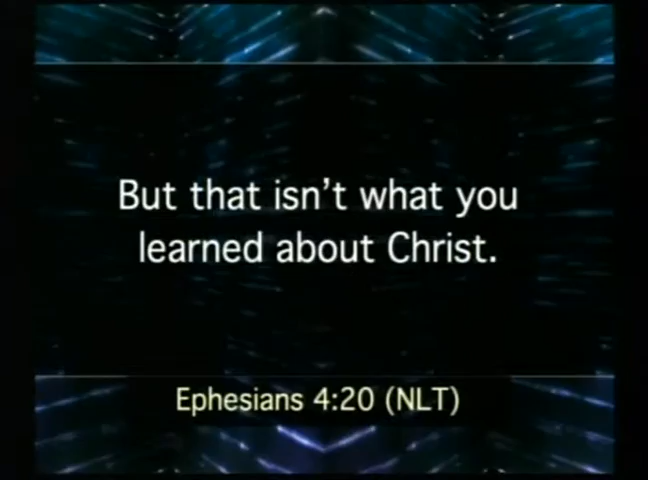 But that isn't what you
learned about Christ.
Ephesians 4:20 (NLT)